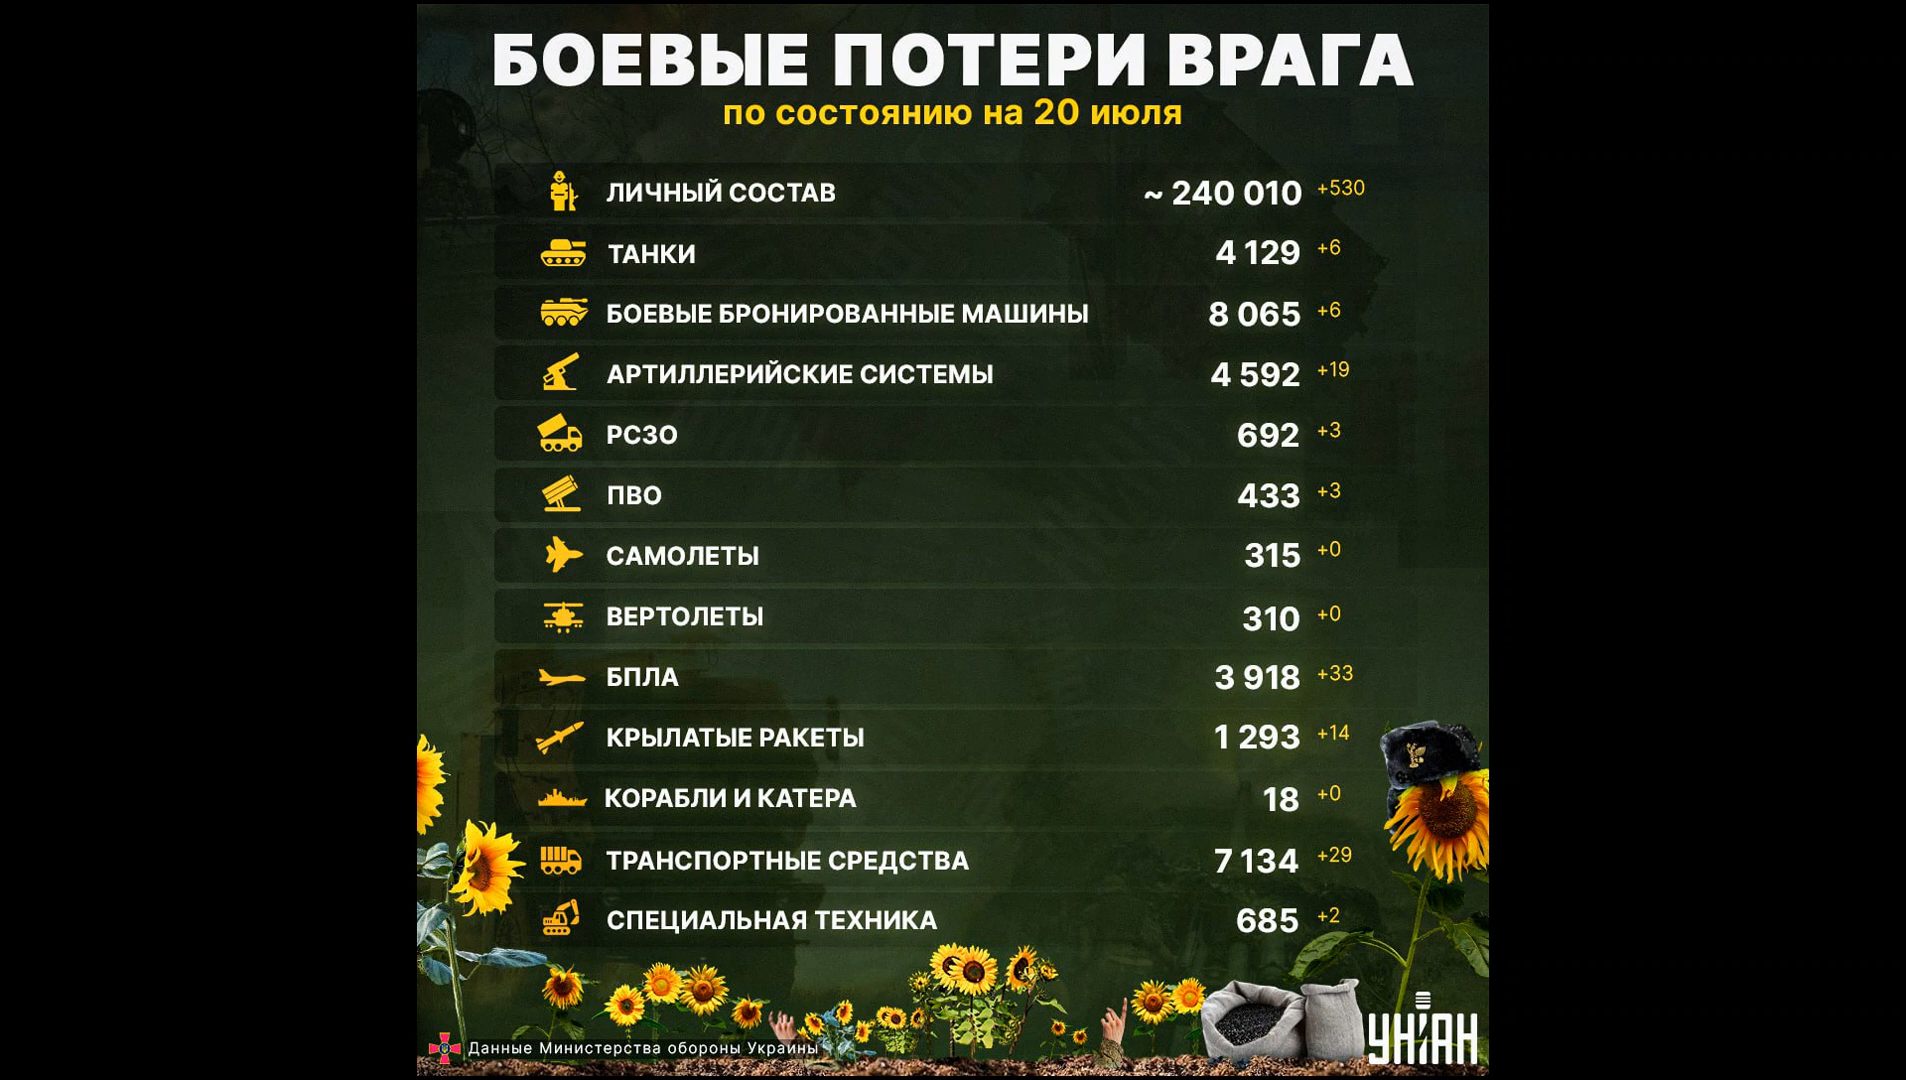 БОЕВЫЕ ПОТЕРИ ВРАГА
по состоянию на 20 июля
ЛИЧНЫЙ СОСТАВ ~ 240 010 +530
ТАНКИ 4 129 +6
БОЕВЫЕ БРОНИРОВАННЫЕ МАШИНЫ 8 065 +6
АРТИЛЛЕРИЙСКИЕ СИСТЕМЫ 4 592 +19
РСЗО 692 +3
ПВО 433 +3
САМОЛЕТЫ 315 +0
ВЕРТОЛЕТЫ 310 +0
БПЛА 3 918 +33
КРЫЛАТЫЕ РАКЕТЫ 1 293 +14
КОРАБЛИ И КАТЕРА 18 +0
ТРАНСПОРТНЫЕ СРЕДСТВА 7 134 +29
СПЕЦИАЛЬНАЯ ТЕХНИКА 685 +2
Данные Министерства обороны Украины
УНІАН